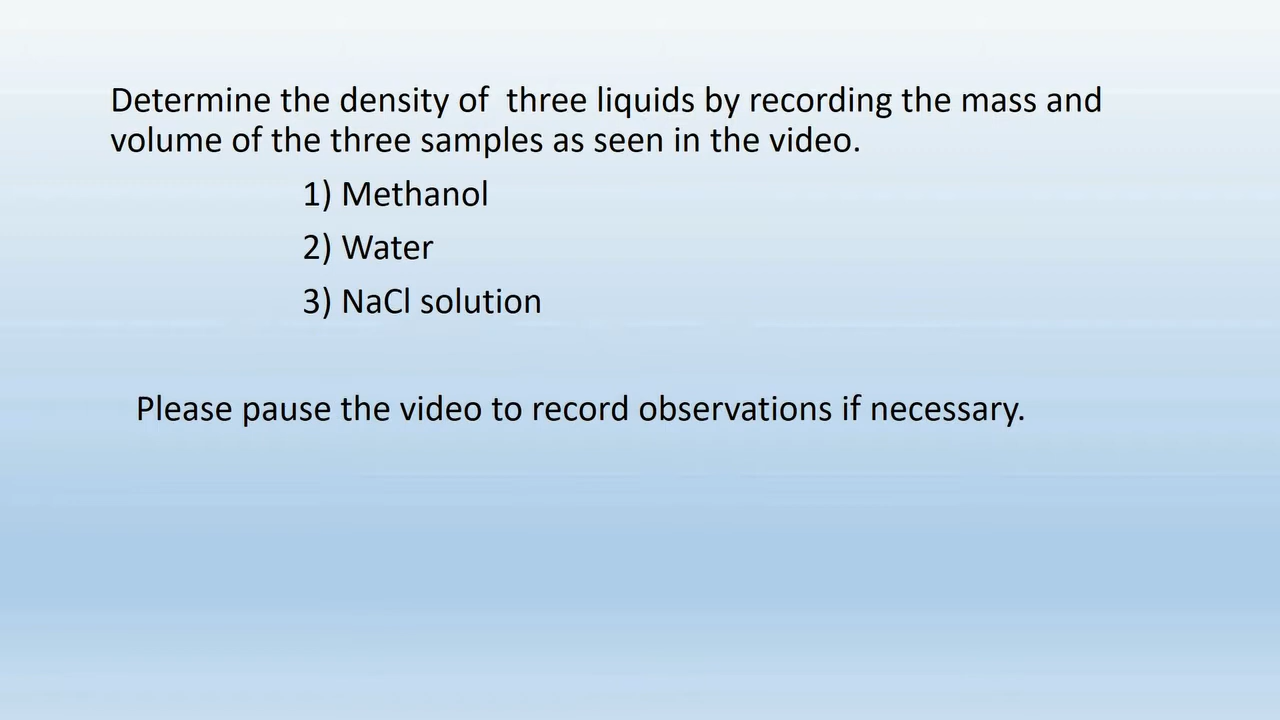 Determine the density of  three liquids by recording the mass and
volume of the three samples as seen in the video.
1) Methanol
2) Water
3) NaCl solution
Please pause the video to record observations if necessary.